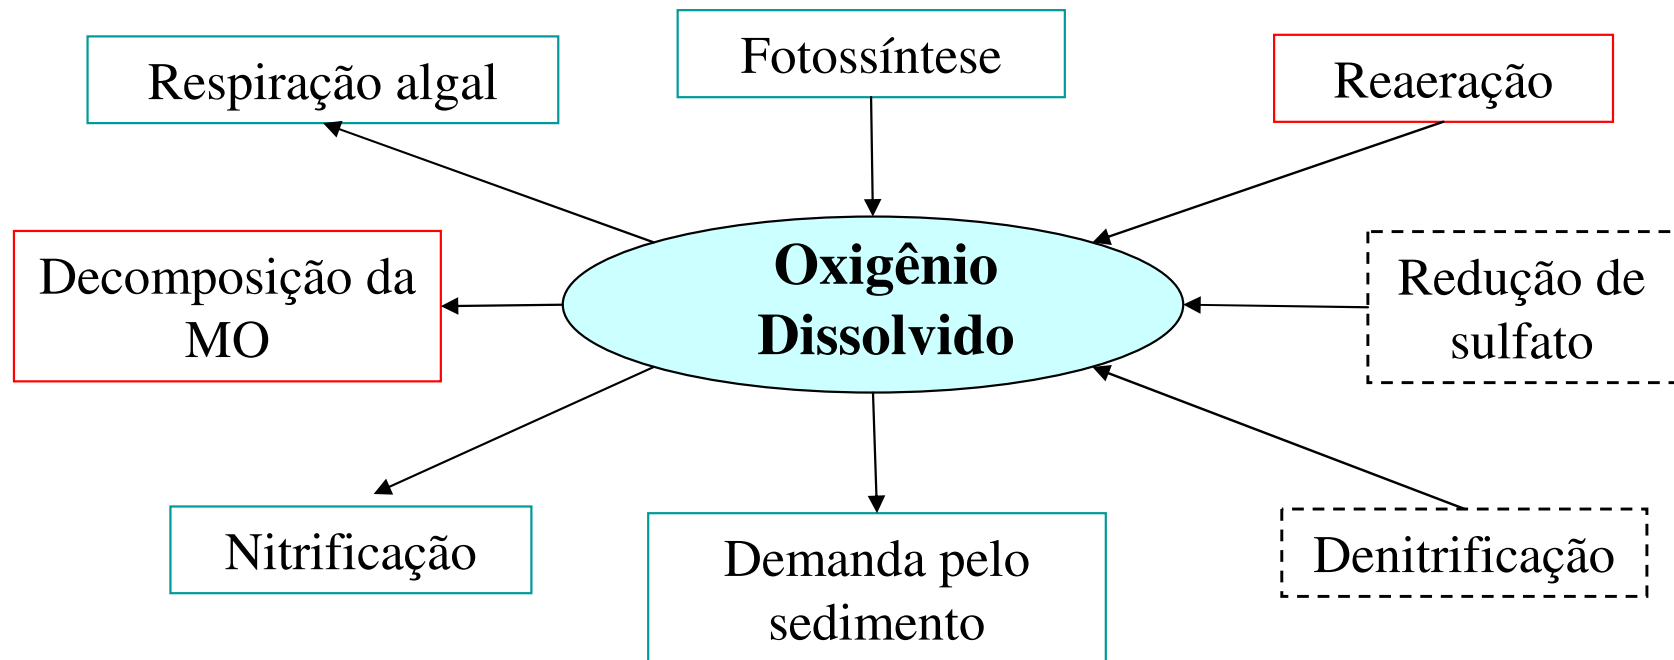 Fotossíntese
Respiração algal
Reaeração
Oxigênio
Dissolvido
Decomposição da
MO
Redução de
sulfato
Nitrificação
Demanda pelo
sedimento
Denitrificação